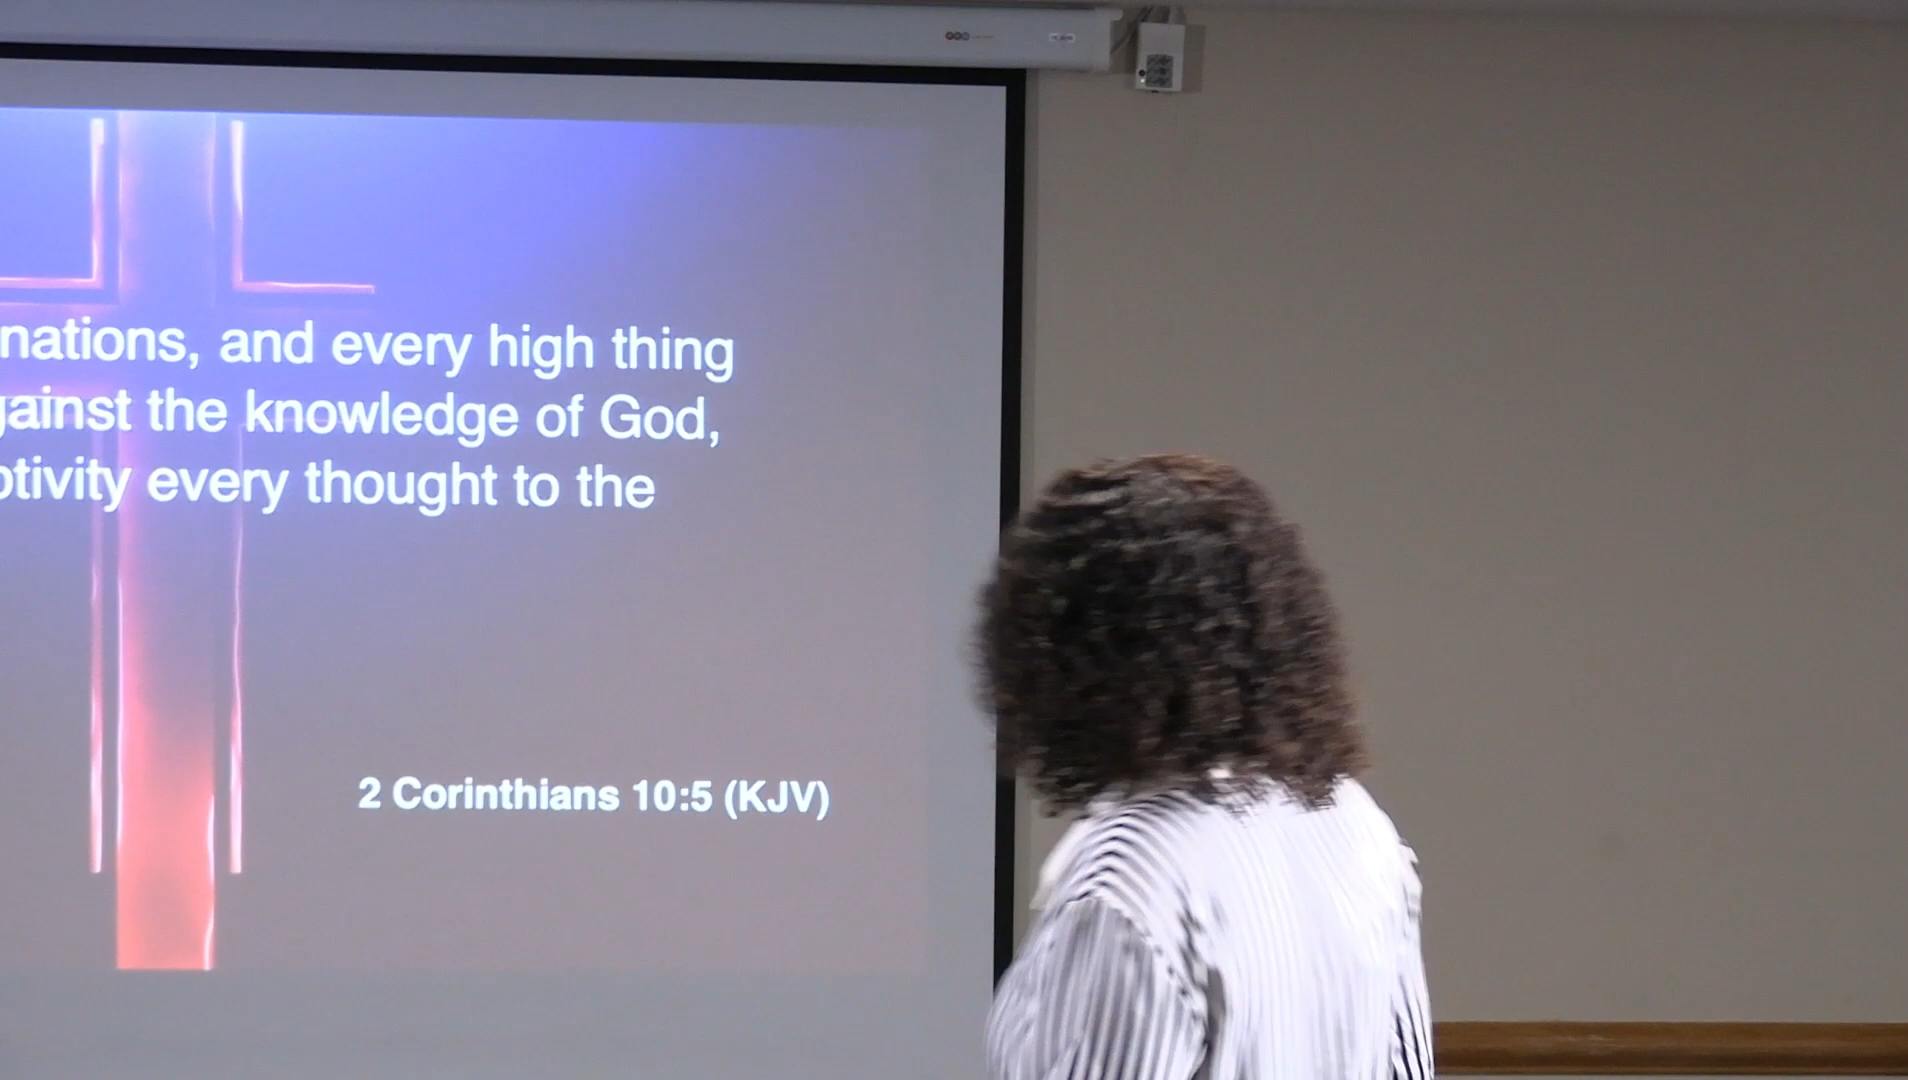 nations, and every high thing
gainst the knowledge of God,
ptivity every thought to the
2 Corinthians 10:5 (KJV)